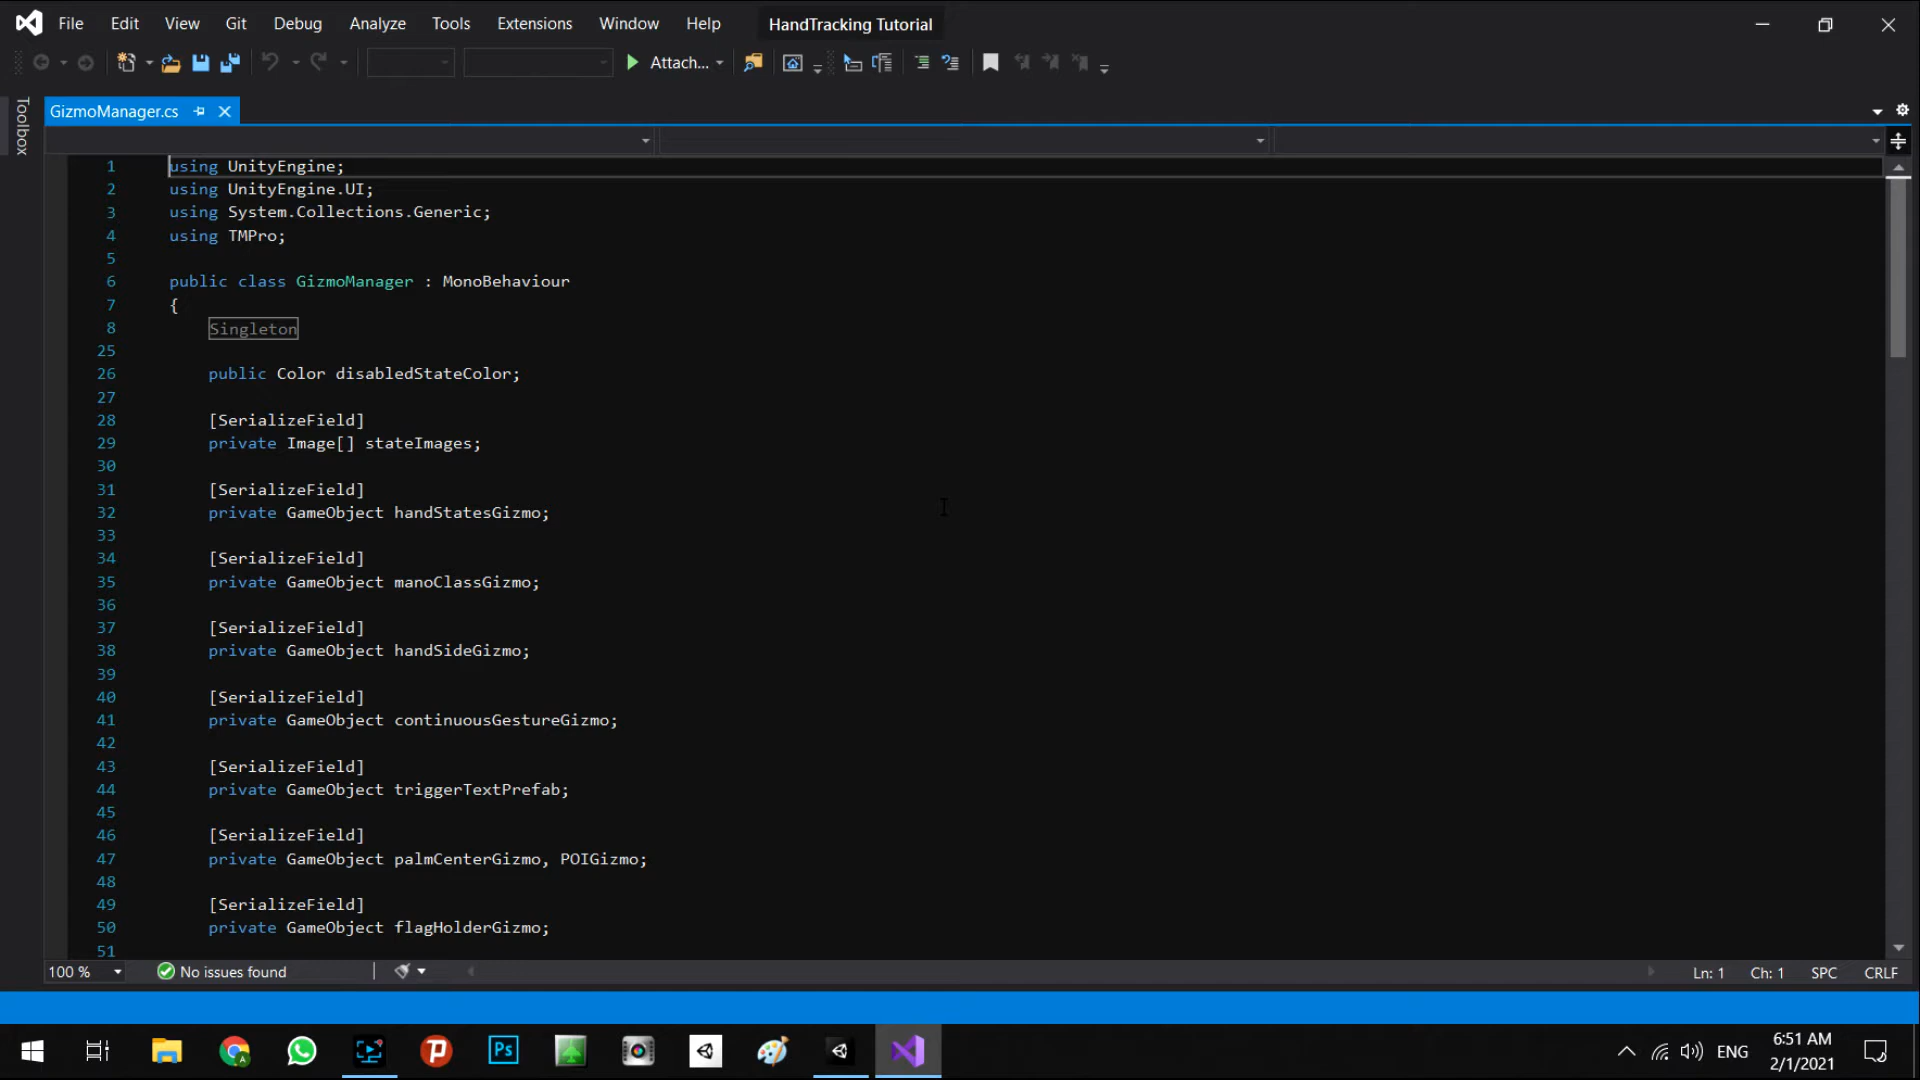 File Edit View Git Debug Analyze Tools Extensions Window Help HandTracking Tutorial
Attach...
Toolbox
GizmoManager.cs
1 using UnityEngine;
2 using UnityEngine.UI;
3 using System.Collections.Generic;
4 using TMPro;
5
6 public class GizmoManager : MonoBehaviour
7 {
8 Singleton
25
26 public Color disabledStateColor;
27
28 [SerializeField]
29 private Image[] stateImages;
30
31 [SerializeField]
32 private GameObject handStatesGizmo;
33
34 [SerializeField]
35 private GameObject manoClassGizmo;
36
37 [SerializeField]
38 private GameObject handSideGizmo;
39
40 [SerializeField]
41 private GameObject continuousGestureGizmo;
42
43 [SerializeField]
44 private GameObject triggerTextPrefab;
45
46 [SerializeField]
47 private GameObject palmCenterGizmo, POIGizmo;
48
49 [SerializeField]
50 private GameObject flagHolderGizmo;
51
100 % No issues found Ln: 1 Ch: 1 SPC CRLF
Ps ENG 6:51 AM
2/1/2021